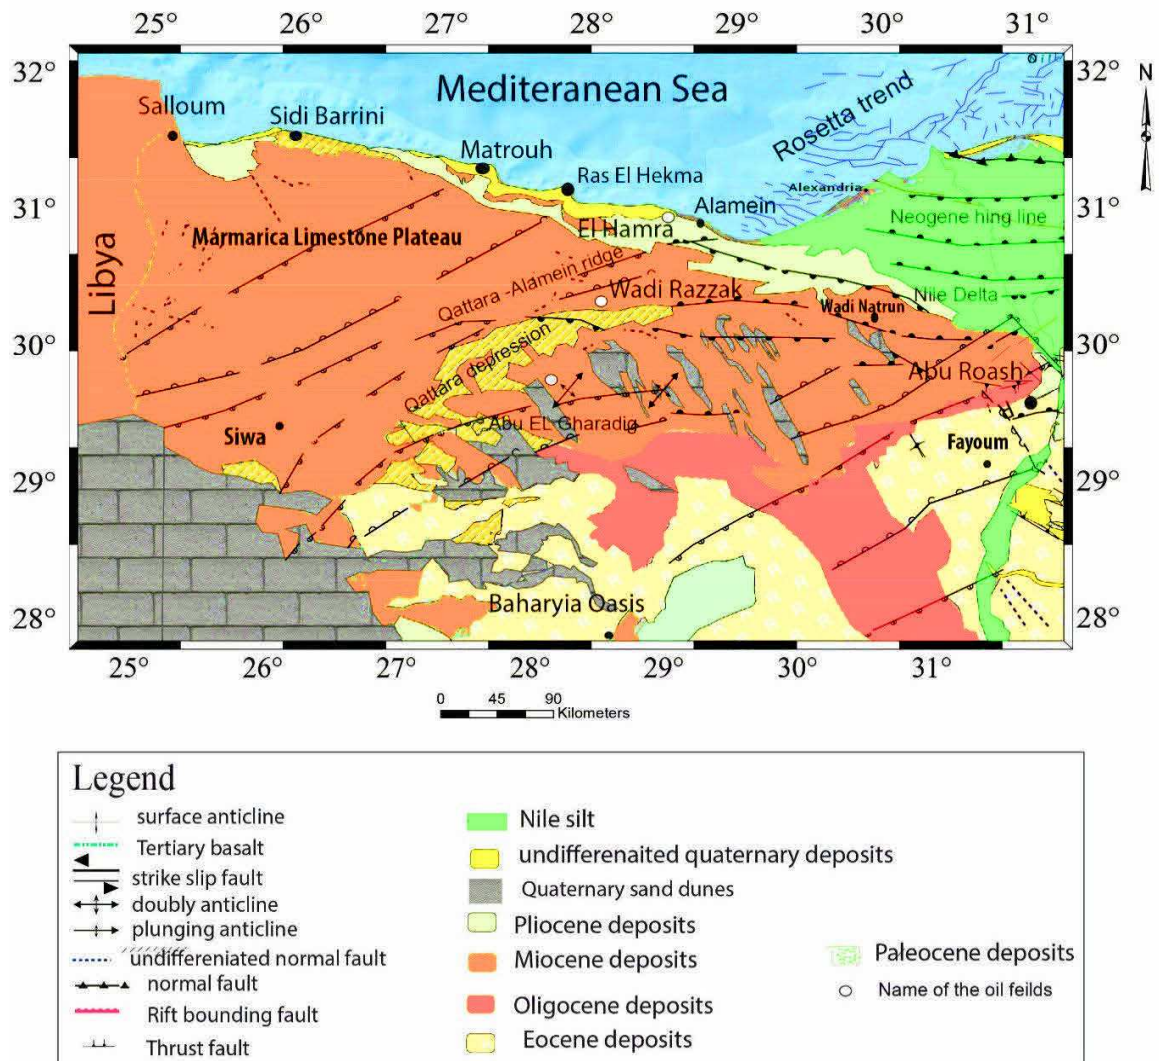 25° 26° 27° 28° 29° 30° 31°
32° 32°
N
Mediteranean Sea
Rosetta trend
Salloum
Sidi Barrini
Matrouh
Ras El Hekma
Alexandria
31° 31°
Alamein
Neogene hing line
El Hamra
Mármarica Limestone Plateau
Libya
Qattara -Alamein ridge
Wadi Razzak
Nile Delta
Wadi Natrun
30° 30°
Qattara depression
Abu Roash
Abu EL Gharadig
Siwa
Fayoum
29° 29°
Baharyia Oasis
28° 28°
25° 26° 27° 28° 29° 30° 31°
0 45 90
Kilometers
Legend
surface anticline
Tertiary basalt
strike slip fault
doubly anticline
plunging anticline
undiffereniated normal fault
normal fault
Rift bounding fault
Thrust fault
Nile silt
undifferenaited quaternary deposits
Quaternary sand dunes
Pliocene deposits
Miocene deposits
Oligocene deposits
Eocene deposits
Paleocene deposits
Name of the oil feilds